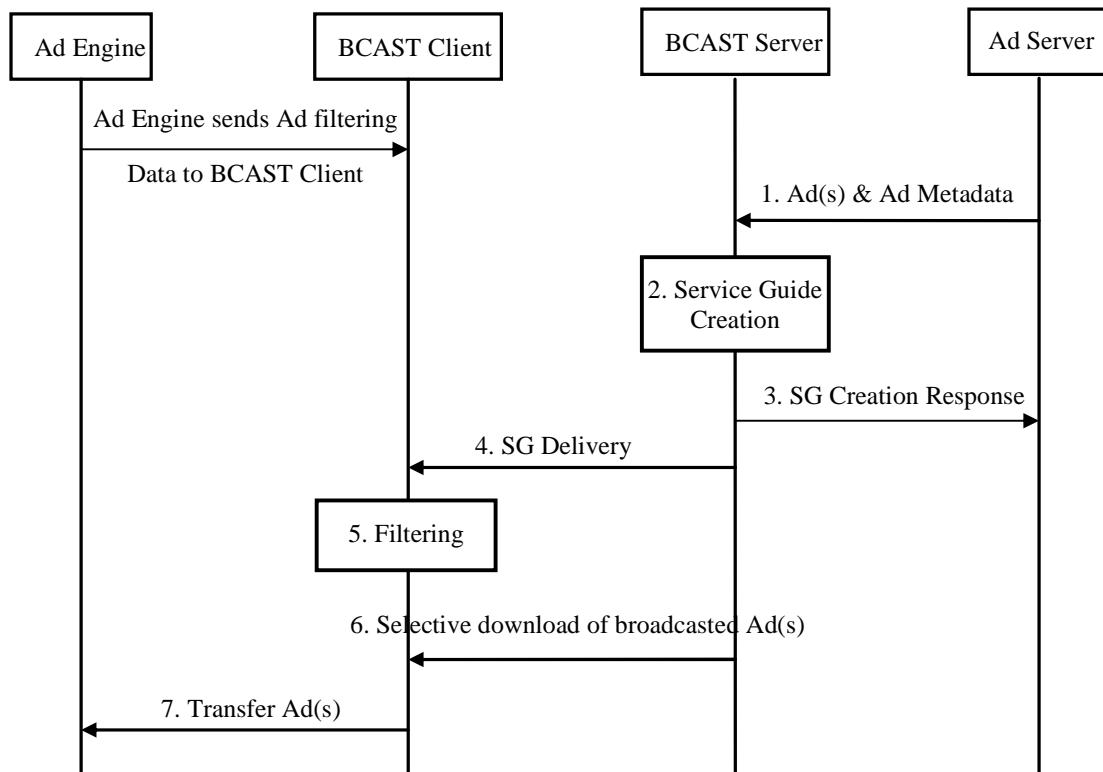 Ad Engine
BCAST Client
BCAST Server
Ad Server
Ad Engine sends Ad filtering
Data to BCAST Client
1. Ad(s) & Ad Metadata
2. Service Guide
Creation
3. SG Creation Response
4. SG Delivery
5. Filtering
6. Selective download of broadcasted Ad(s)
7. Transfer Ad(s)